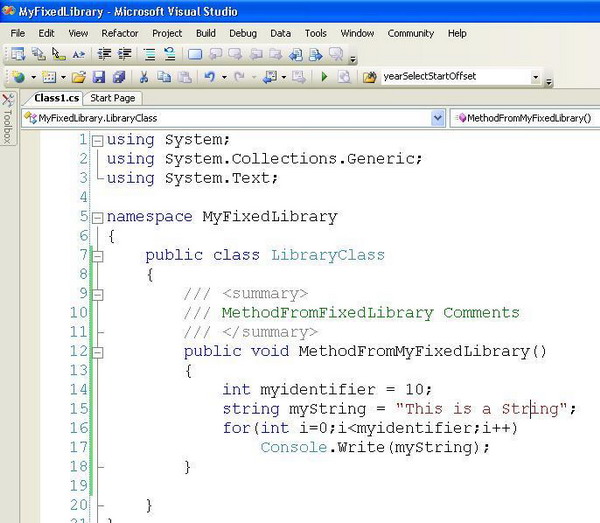 MyFixedLibrary - Microsoft Visual Studio
File Edit View Refactor Project Build Debug Data Tools Window Community Help
yearSelectStartOffset
Class1.cs Start Page
Toolbox
MyFixedLibrary.LibraryClass MethodFromMyFixedLibrary()
1 using System;
2 using System.Collections.Generic;
3 using System.Text;
4
5 namespace MyFixedLibrary
6 {
7 public class LibraryClass
8 {
9 /// <summary>
10 /// MethodFromFixedLibrary Comments
11 /// </summary>
12 public void MethodFromMyFixedLibrary()
13 {
14 int myidentifier = 10;
15 string myString = "This is a String";
16 for(int i=0;i<myidentifier;i++)
17 Console.Write(myString);
18 }
19
20 }
21 }